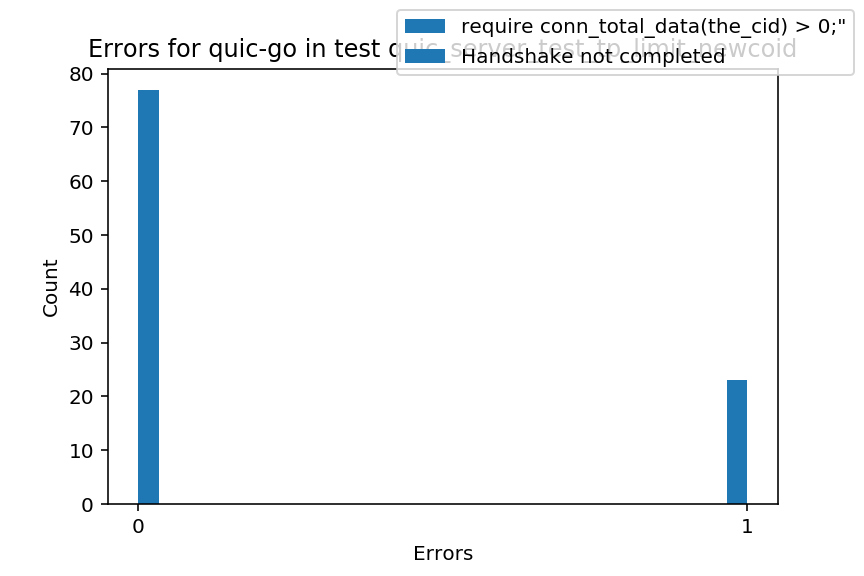 require conn_total_data(the_cid) > 0;"
Handshake not completed
Errors for quic-go in test quic_server_test_tp_limit_newcoid
80
70
60
50
40
30
20
10
0
Count
0 1
Errors